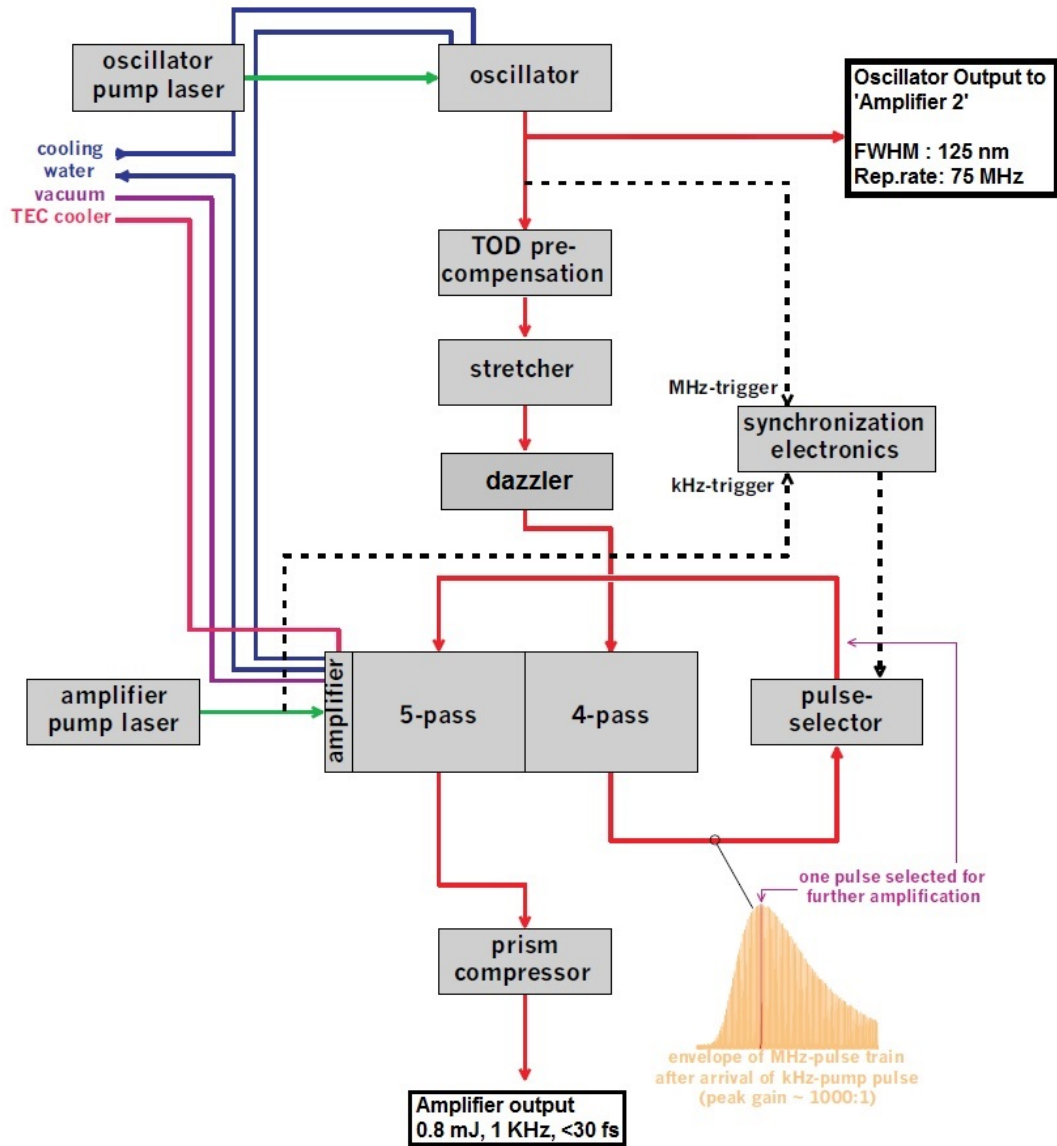 oscillator
pump laser
oscillator
Oscillator Output to
'Amplifier 2'
FWHM : 125 nm
Rep.rate: 75 MHz
cooling
water
vacuum
TEC cooler
TOD pre-
compensation
stretcher
MHz-trigger
synchronization
electronics
dazzler
kHz-trigger
amplifier
pump laser
amplifier
5-pass
4-pass
pulse-
selector
one pulse selected for
further amplification
prism
compressor
envelope of MHz-pulse train
after arrival of kHz-pump pulse
(peak gain ~ 1000:1)
Amplifier output
0.8 mJ, 1 KHz, <30 fs